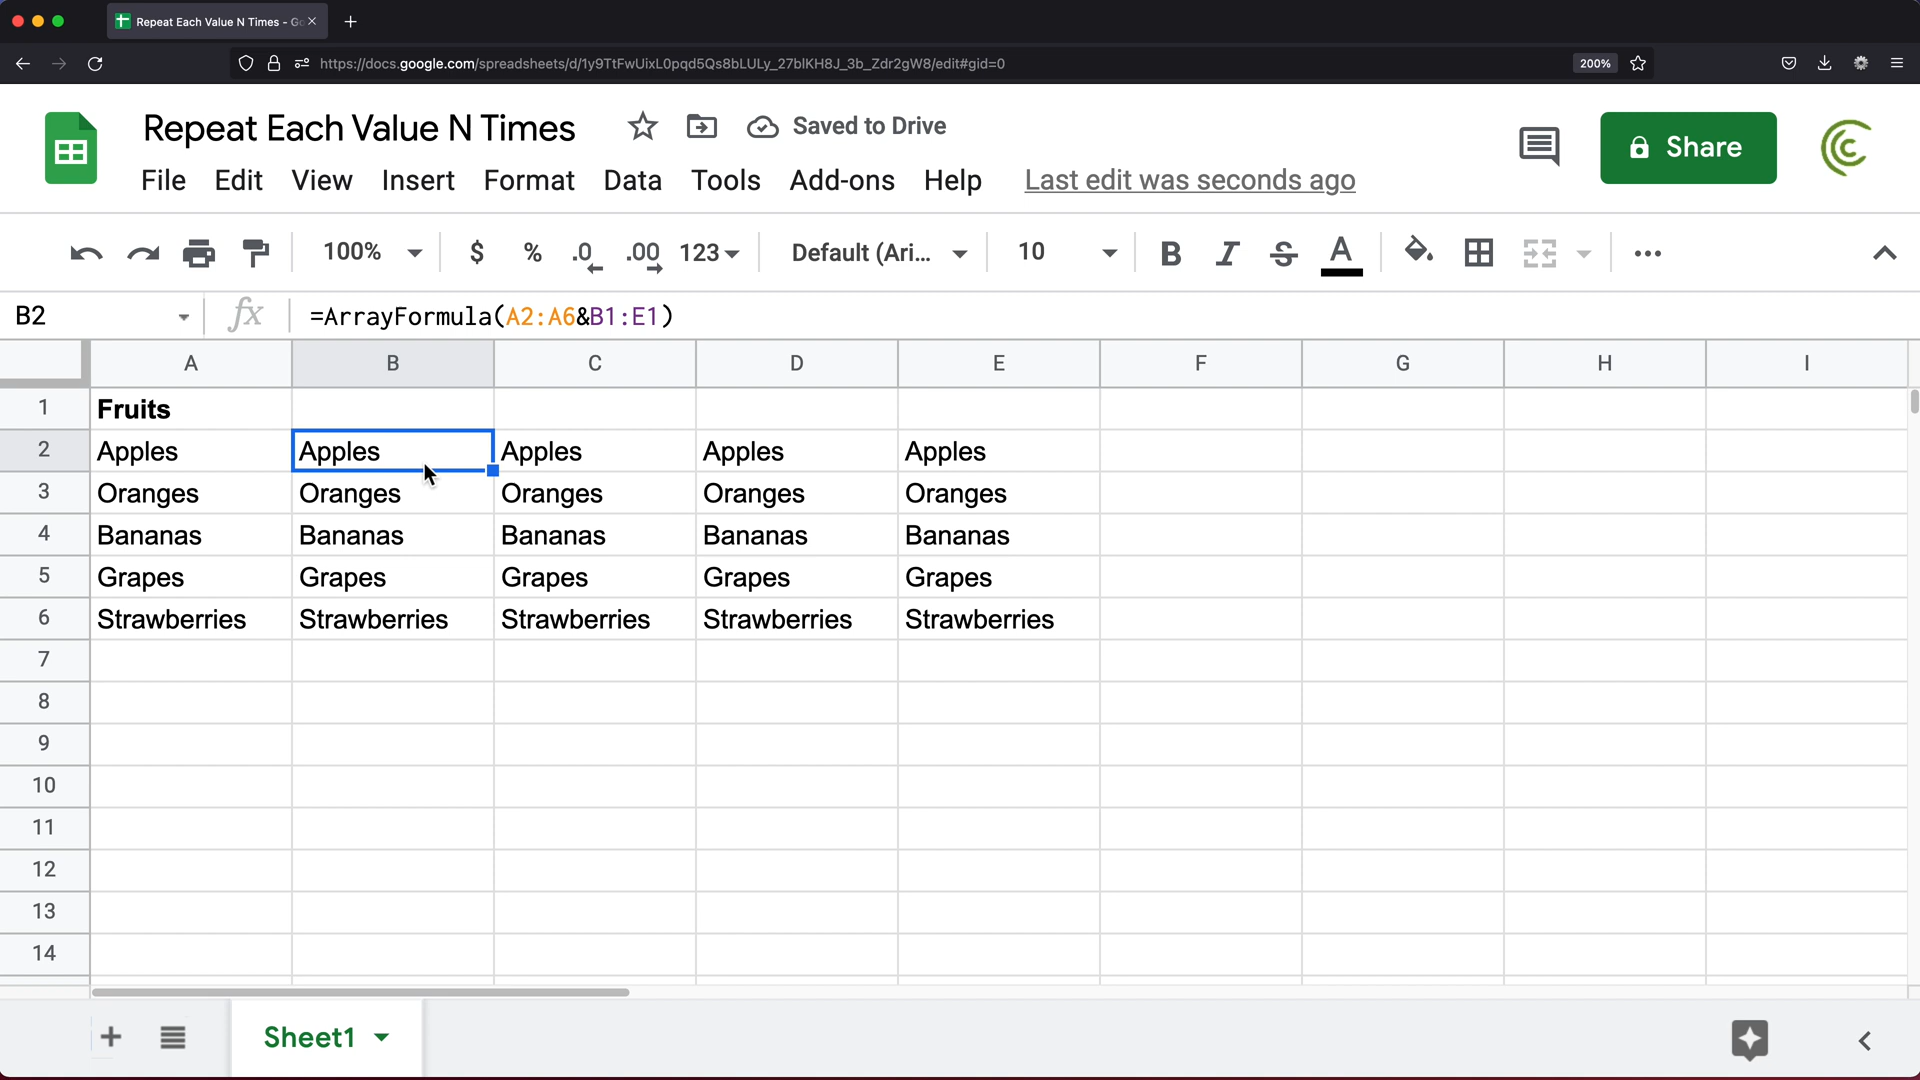 Repeat Each Value N Times - Go
https://docs.google.com/spreadsheets/d/1y9TtFwUixL0pqd5Qs8bLULy_27blKH8J_3b_Zdr2gW8/edit#gid=0 200%
Repeat Each Value N Times Saved to Drive
Share
File Edit View Insert Format Data Tools Add-ons Help Last edit was seconds ago
100% $ % .0 .00 123 Default (Ari... 10 B I S A
B2 fx =ArrayFormula(A2:A6&B1:E1)
A B C D E F G H I
1 Fruits
2 Apples Apples Apples Apples Apples
3 Oranges Oranges Oranges Oranges Oranges
4 Bananas Bananas Bananas Bananas Bananas
5 Grapes Grapes Grapes Grapes Grapes
6 Strawberries Strawberries Strawberries Strawberries Strawberries
7
8
9
10
11
12
13
14
Sheet1